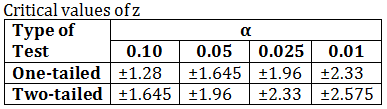 Critical values of z
Type of Test α
0.10 0.05 0.025 0.01
One-tailed ±1.28 ±1.645 ±1.96 ±2.33
Two-tailed ±1.645 ±1.96 ±2.33 ±2.575